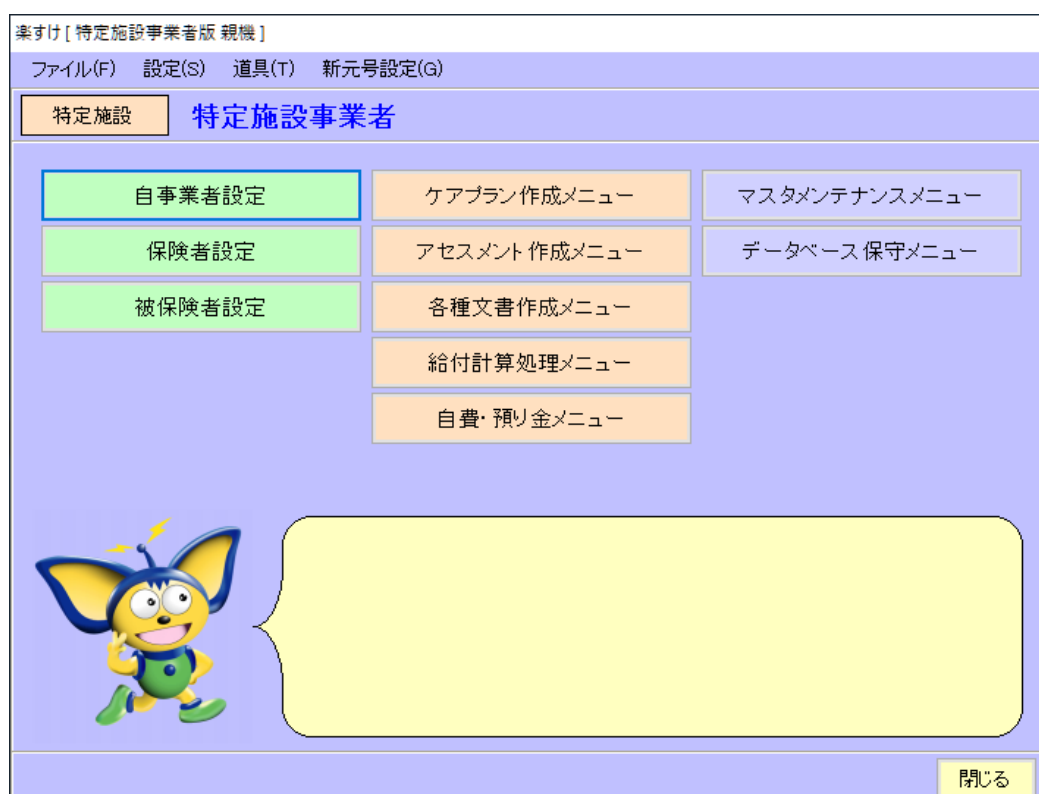 楽すけ [ 特定施設事業者版 親機 ]
ファイル(F) 設定(S) 道具(T) 新元号設定(G)
特定施設 特定施設事業者
自事業者設定 ケアプラン作成メニュー マスタメンテナンスメニュー
保険者設定 アセスメント作成メニュー データベース保守メニュー
被保険者設定 各種文書作成メニュー
給付計算処理メニュー
自費・預り金メニュー
閉じる